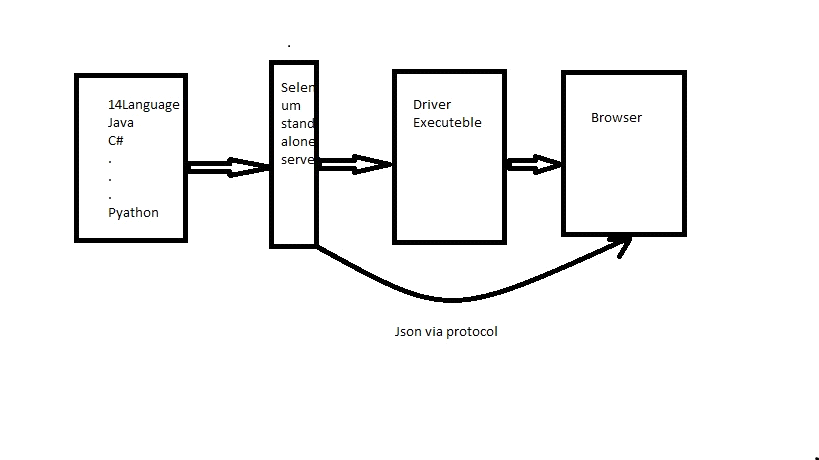 14Language
Java
C#
.
.
.
Pyathon
Selen
um
stand
alone
serve
Driver
Executeble
Browser
Json via protocol